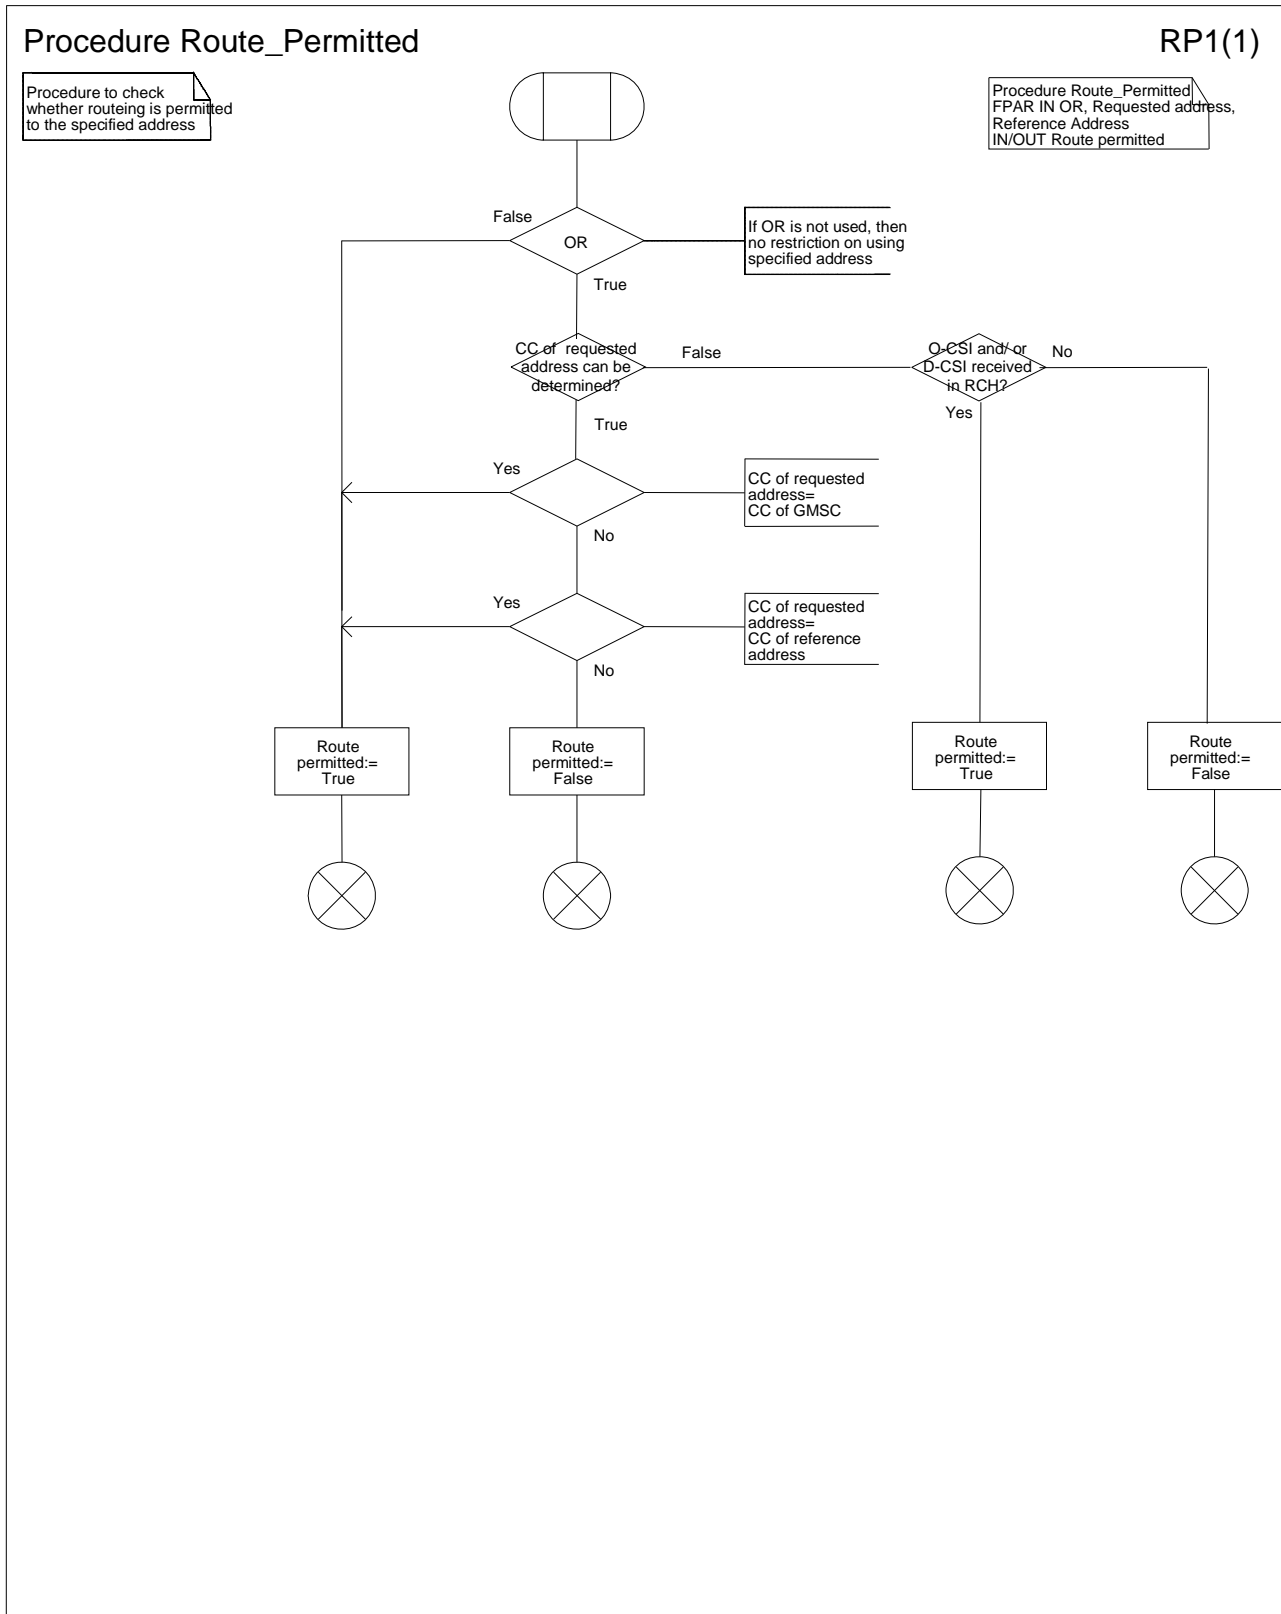 Procedure Route_Permitted
RP1(1)
Procedure to check
whether routeing is permitted
to the specified address
Procedure Route_Permitted
FPAR IN OR, Requested address,
Reference Address
IN/OUT Route permitted
False
OR
If OR is not used, then
no restriction on using
specified address
True
CC of requested
address can be
determined?
False
O-CSI and/ or
D-CSI received
in RCH?
No
True
Yes
Yes
CC of requested
address=
CC of GMSC
No
Yes
CC of requested
address=
CC of reference
address
No
Route
permitted:=
True
Route
permitted:=
False
Route
permitted:=
True
Route
permitted:=
False